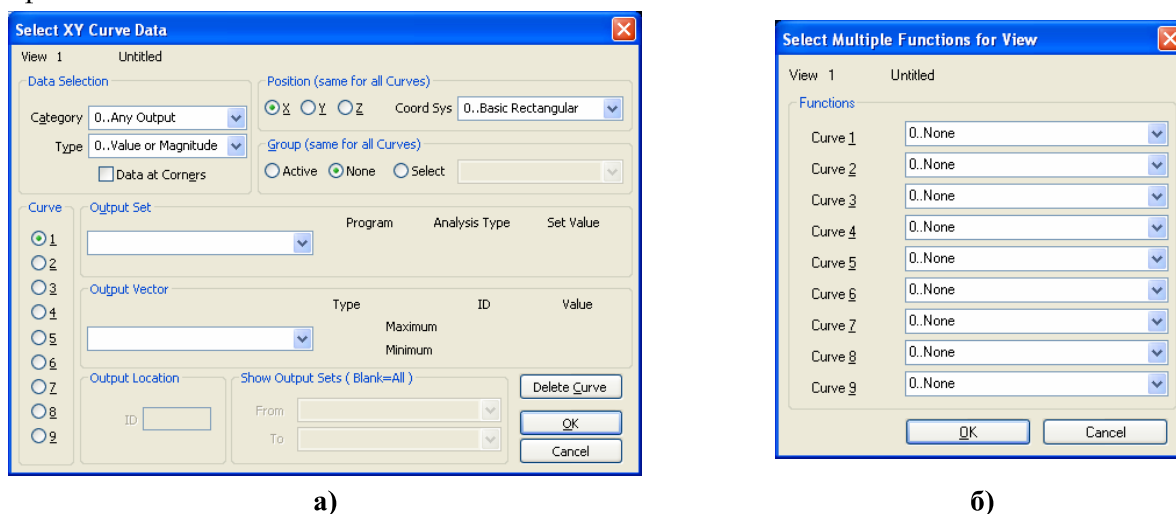 Select XY Curve Data
View 1 Untitled
Data Selection
Category 0..Any Output
Type 0..Value or Magnitude
Data at Corners
Position (same for all Curves)
X Y Z Coord Sys 0..Basic Rectangular
Group (same for all Curves)
Active None Select
Curve
1
2
3
4
5
6
7
8
9
Output Set
Program Analysis Type Set Value
Output Vector
Type ID Value
Maximum
Minimum
Output Location
ID
Show Output Sets ( Blank=All )
From
To
Delete Curve
OK
Cancel
а)
Select Multiple Functions for View
View 1 Untitled
Functions
Curve 1 0..None
Curve 2 0..None
Curve 3 0..None
Curve 4 0..None
Curve 5 0..None
Curve 6 0..None
Curve 7 0..None
Curve 8 0..None
Curve 9 0..None
OK Cancel
б)